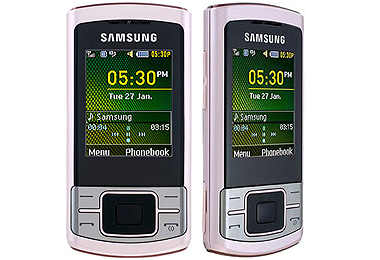 SAMSUNG
05:30P
05:30PM
Tue 27 Jan.
Samsung
00:04 03:15
Menu Phonebook
SAMSUNG
05:30P
05:30PM
Tue 27 Jan.
Samsung
00:04 03:15
Menu Phonebook